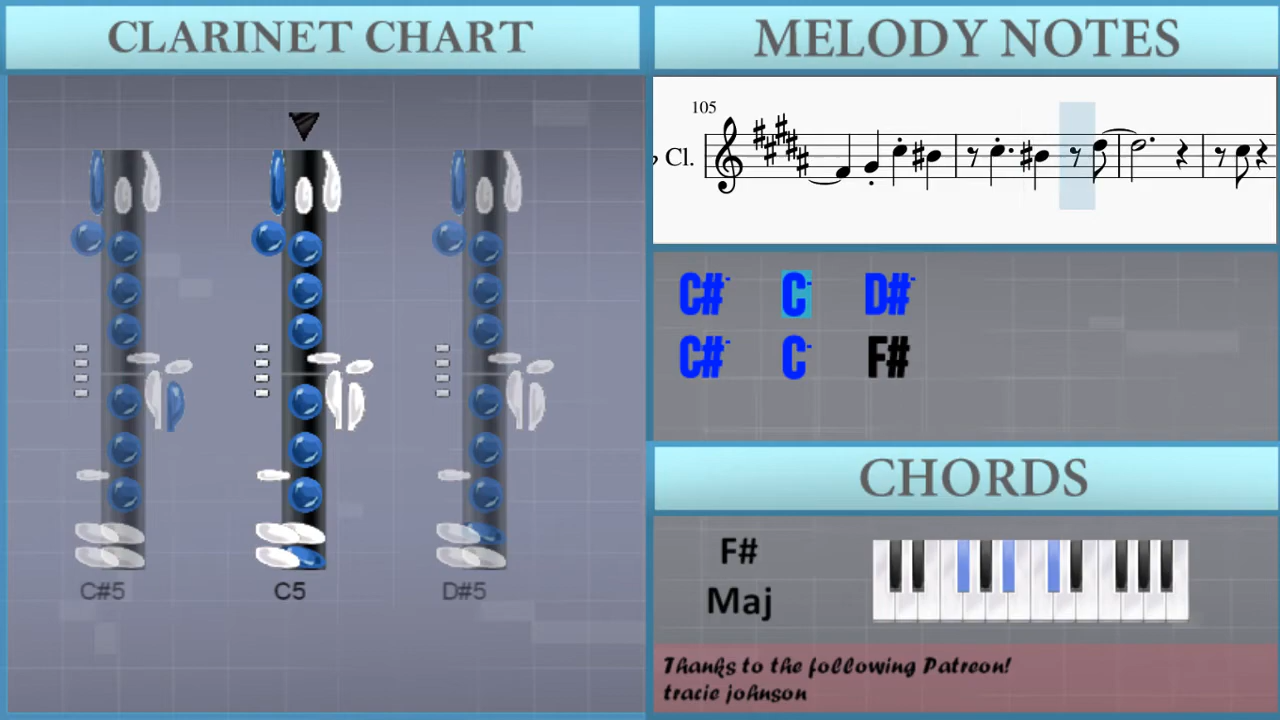 CLARINET CHART
C#5 C5 D#5
MELODY NOTES
105
Cl.
C#- C- D#-
C#- C- F#
CHORDS
F#
Maj
Thanks to the following Patreon!
tracie johnson